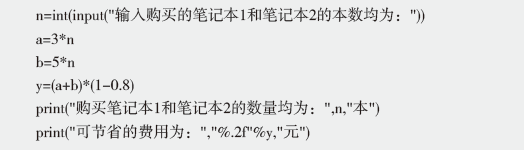 n=int(input("输入购买的笔记本1和笔记本2的本数均为："))
a=3*n
b=5*n
y=(a+b)*(1-0.8)
print("购买笔记本1和笔记本2的数量均为：",n,"本")
print("可节省的费用为：","%.2f"%y,"元")